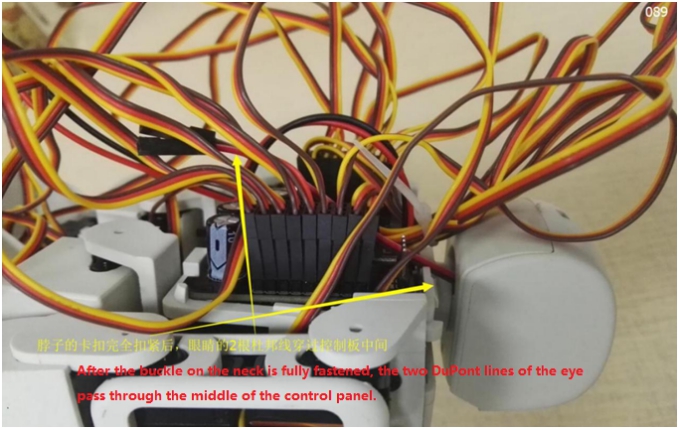 089
脖子的卡扣完全扣紧后，眼睛的2根杜邦线穿过控制板中间
After the buckle on the neck is fully fastened, the two DuPont lines of the eye
pass through the middle of the control panel.